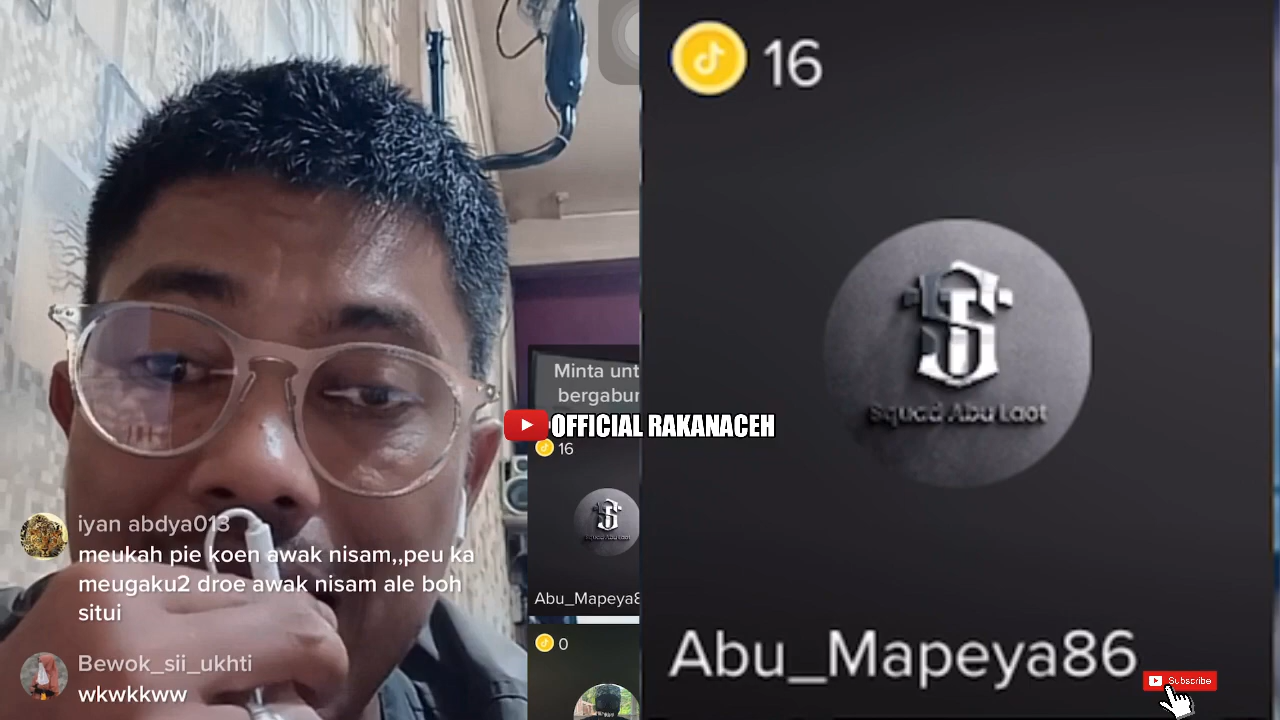 16
Squad Abu Laot
Minta unt
bergabur
OFFICIAL RAKANACEH
16
iyan abdya013
meukah pie koen awak nisam,,peu ka
meugaku2 droe awak nisam ale boh
situi
Abu_Mapeya8
0
Bewok_sii_ukhti
wkwkkww
Abu_Mapeya86
Subscribe